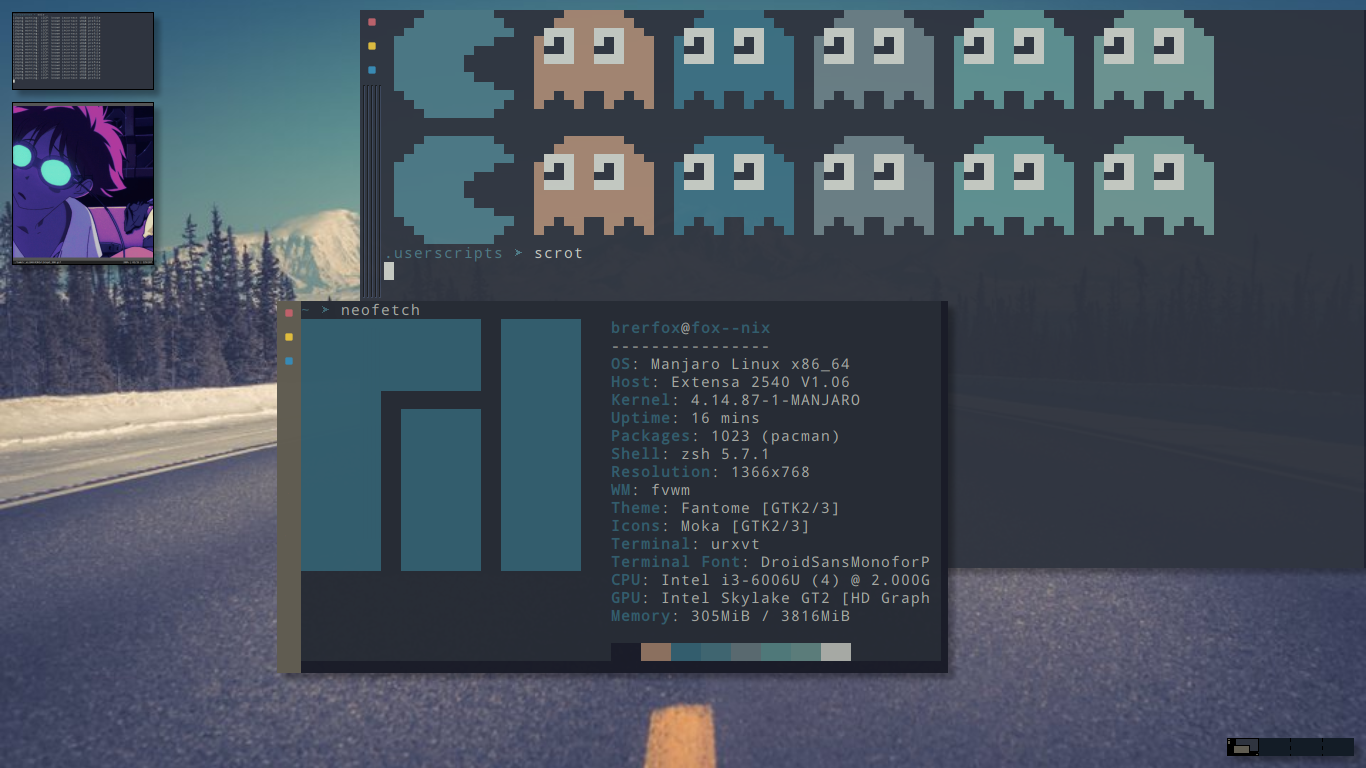 .userscripts ➤ scrot
~ ➤ neofetch
brerfox@fox--nix
----------------
OS: Manjaro Linux x86_64
Host: Extensa 2540 V1.06
Kernel: 4.14.87-1-MANJARO
Uptime: 16 mins
Packages: 1023 (pacman)
Shell: zsh 5.7.1
Resolution: 1366x768
WM: fvwm
Theme: Fantome [GTK2/3]
Icons: Moka [GTK2/3]
Terminal: urxvt
Terminal Font: DroidSansMonoforP
CPU: Intel i3-6006U (4) @ 2.000G
GPU: Intel Skylake GT2 [HD Graph
Memory: 305MiB / 3816MiB